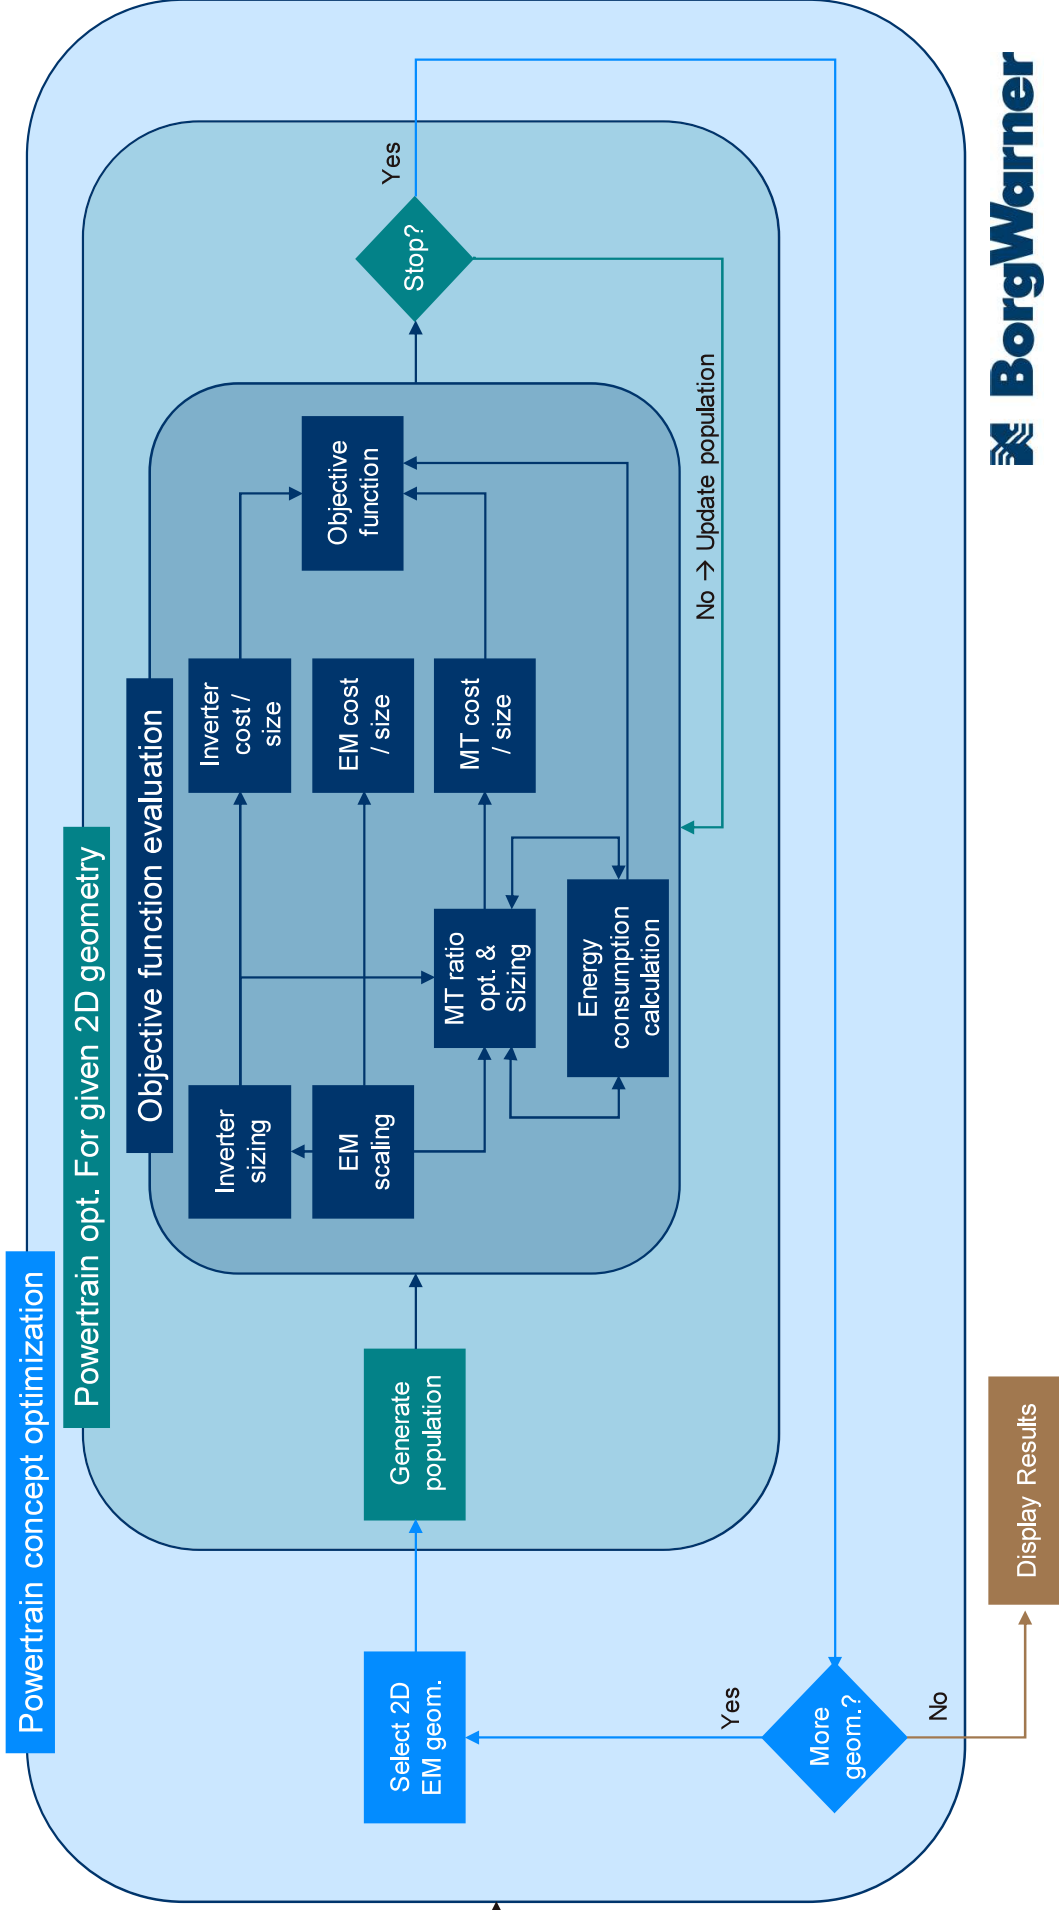 Powertrain concept optimization
Powertrain opt. For given 2D geometry
Objective function evaluation
Select 2D
EM geom.
Generate
population
Inverter
sizing
EM
scaling
MT ratio
opt. &
Sizing
Energy
consumption
calculation
Inverter
cost /
size
EM cost
/ size
MT cost
/ size
Objective
function
Stop?
Yes
No → Update population
More
geom.?
Yes
No
Display Results
BorgWarner